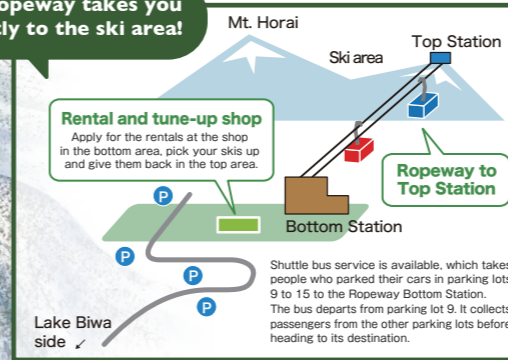 opeway takes you
tly to the ski area!
Mt. Horai
Ski area
Top Station
Rental and tune-up shop
Apply for the rentals at the shop
in the bottom area, pick your skis up
and give them back in the top area.
Ropeway to
Top Station
P
Bottom Station
P
P
P
Shuttle bus service is available, which takes
people who parked their cars in parking lots
9 to 15 to the Ropeway Bottom Station.
The bus departs from parking lot 9. It collects
passengers from the other parking lots before
heading to its destination.
Lake Biwa
side ↙